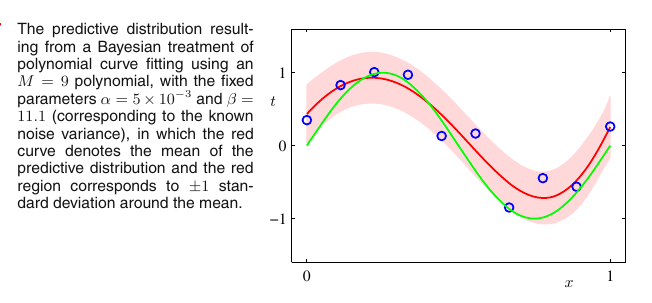 The predictive distribution result-
ing from a Bayesian treatment of
polynomial curve fitting using an
M = 9 polynomial, with the fixed
parameters α = 5 × 10⁻³ and β =
11.1 (corresponding to the known
noise variance), in which the red
curve denotes the mean of the
predictive distribution and the red
region corresponds to ±1 stan-
dard deviation around the mean.
1
t
0
−1
0
x
1